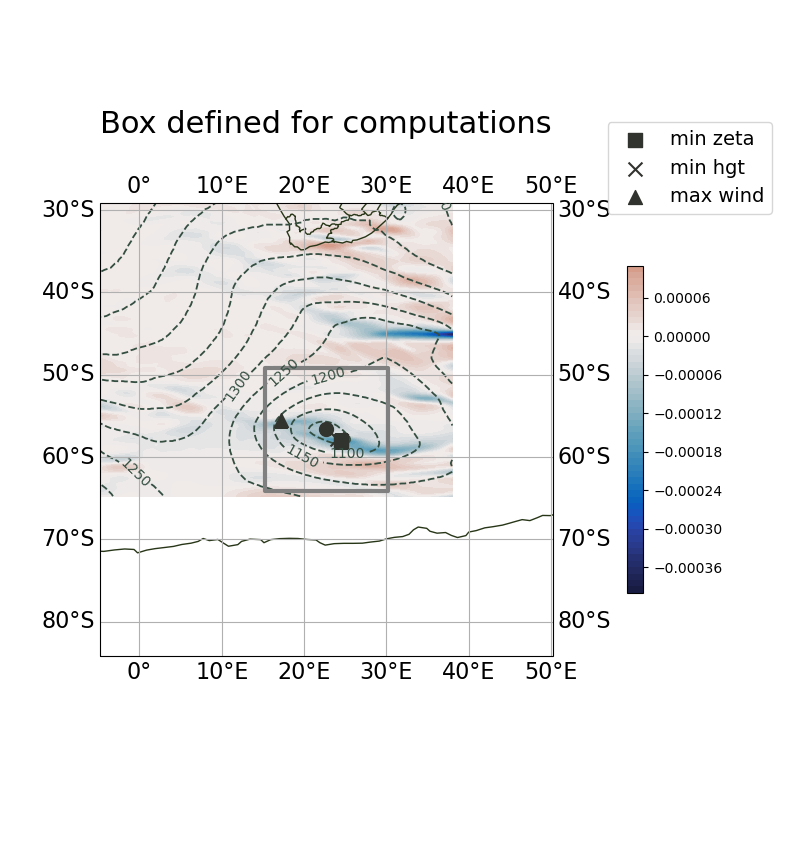 Box defined for computations
min zeta
min hgt
max wind
0° 10°E 20°E 30°E 40°E 50°E
30°S 30°S
40°S 40°S
50°S 50°S
60°S 60°S
70°S 70°S
80°S 80°S
0° 10°E 20°E 30°E 40°E 50°E
1300
1250
1200
1150
1100
1250
0.00006
0.00000
−0.00006
−0.00012
−0.00018
−0.00024
−0.00030
−0.00036